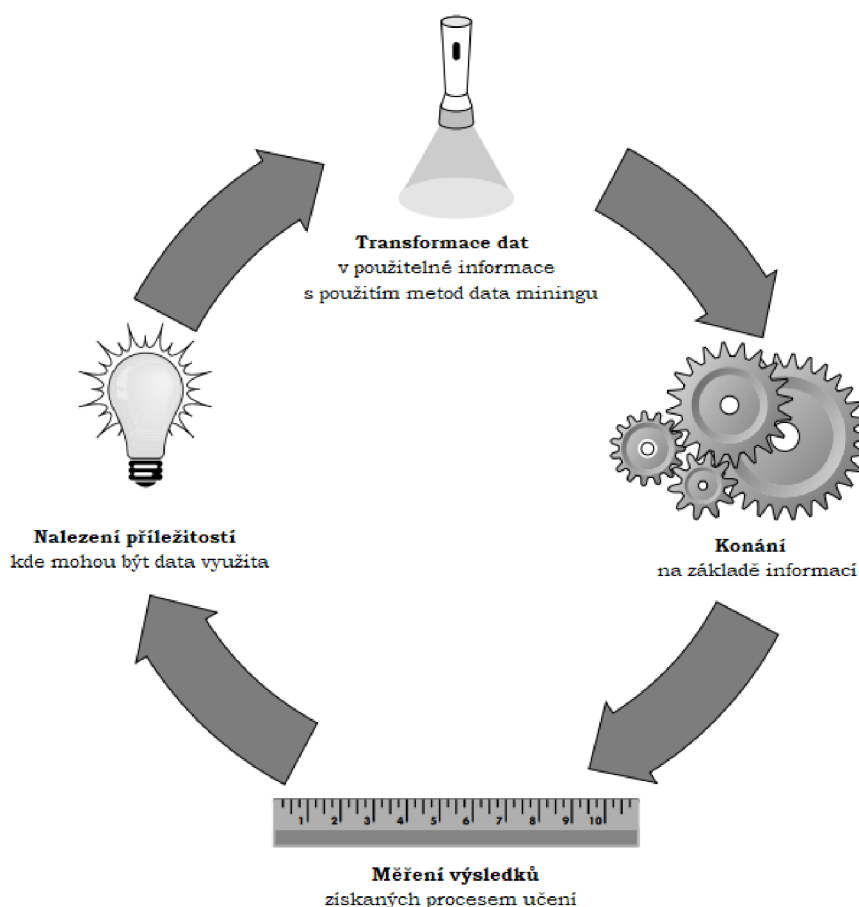 Transformace dat
v použitelné informace
s použitím metod data miningu
Nalezení příležitostí
kde mohou být data využita
Konání
na základě informací
1 2 3 4 5 6 7 8 9 10
Měření výsledků
získaných procesem učení